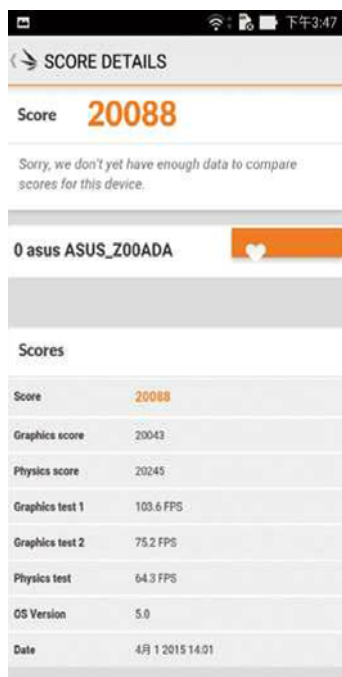 下午3:47
SCORE DETAILS
Score 20088
Sorry, we don't yet have enough data to compare
scores for this device.
0 asus ASUS_Z00ADA
Scores
Score 20088
Graphics score 20043
Physics score 20245
Graphics test 1 103.6 FPS
Graphics test 2 75.2 FPS
Physics test 64.3 FPS
OS Version 5.0
Date 4月 1 2015 14:01